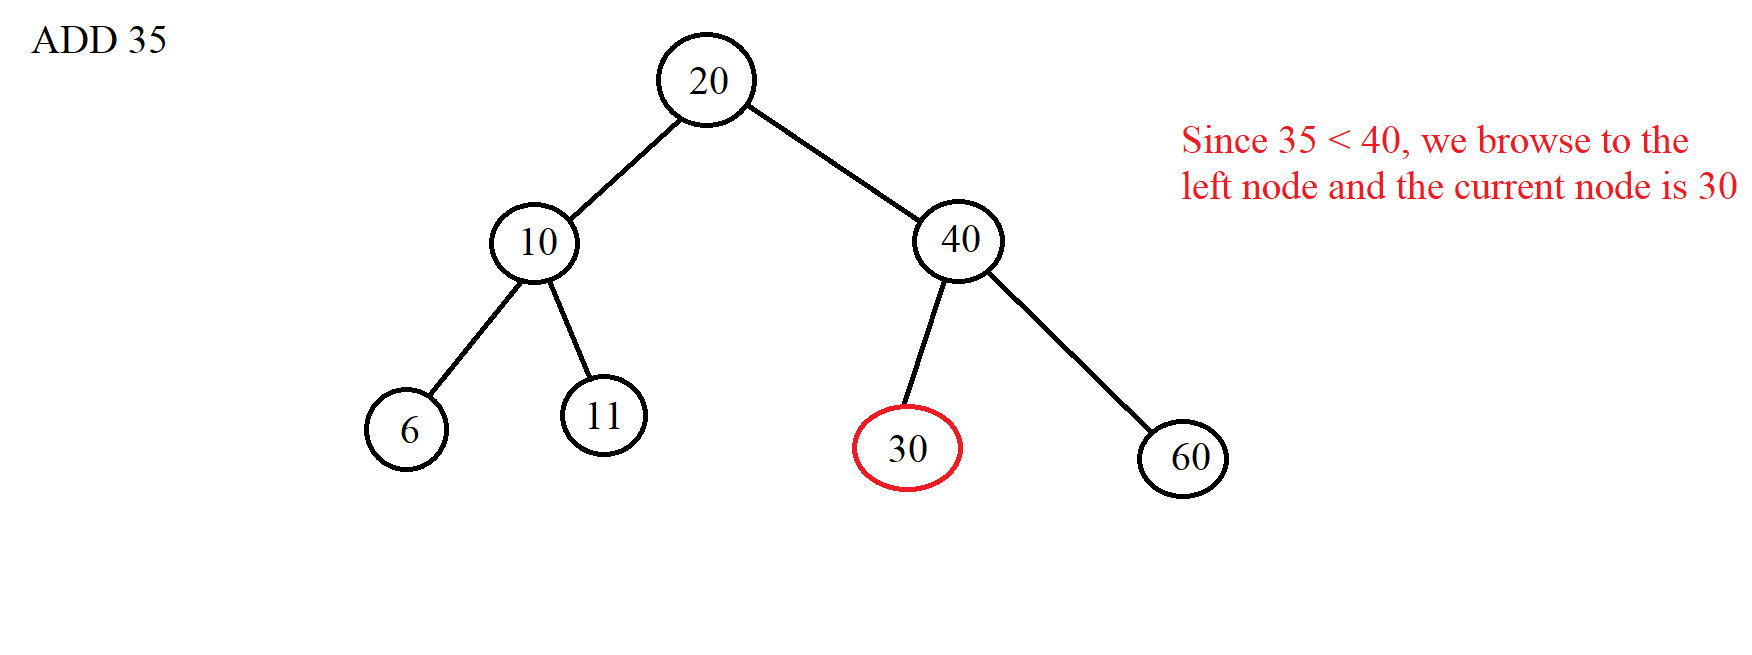 ADD 35
20
Since 35 < 40, we browse to the
left node and the current node is 30
10
40
6
11
30
60